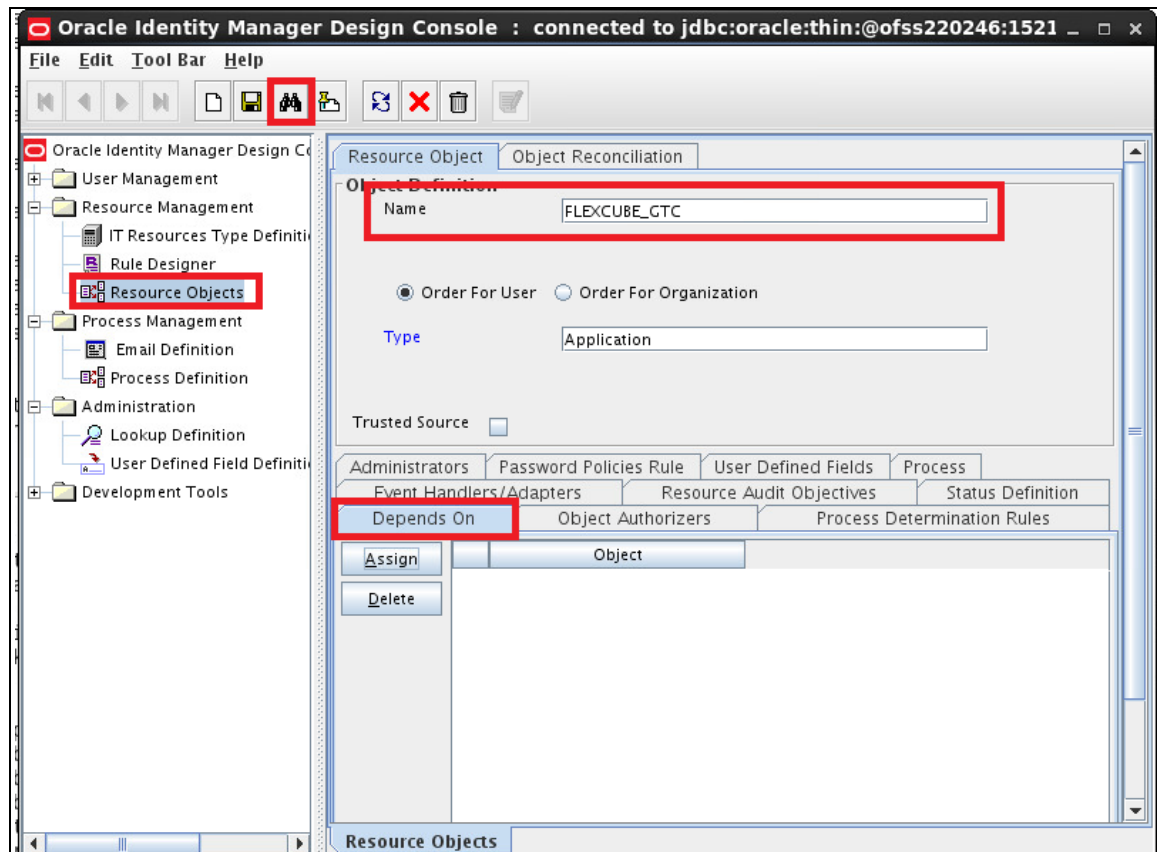 Oracle Identity Manager Design Console : connected to jdbc:oracle:thin:@ofss220246:1521
File Edit Tool Bar Help
Oracle Identity Manager Design Co
User Management
Resource Management
IT Resources Type Definiti
Rule Designer
Resource Objects
Process Management
Email Definition
Process Definition
Administration
Lookup Definition
User Defined Field Definiti
Development Tools
Resource Object Object Reconciliation
Object Definition
Name FLEXCUBE_GTC
Order For User Order For Organization
Type Application
Trusted Source
Administrators Password Policies Rule User Defined Fields Process
Event Handlers/Adapters Resource Audit Objectives Status Definition
Depends On Object Authorizers Process Determination Rules
Assign Object
Delete
Resource Objects